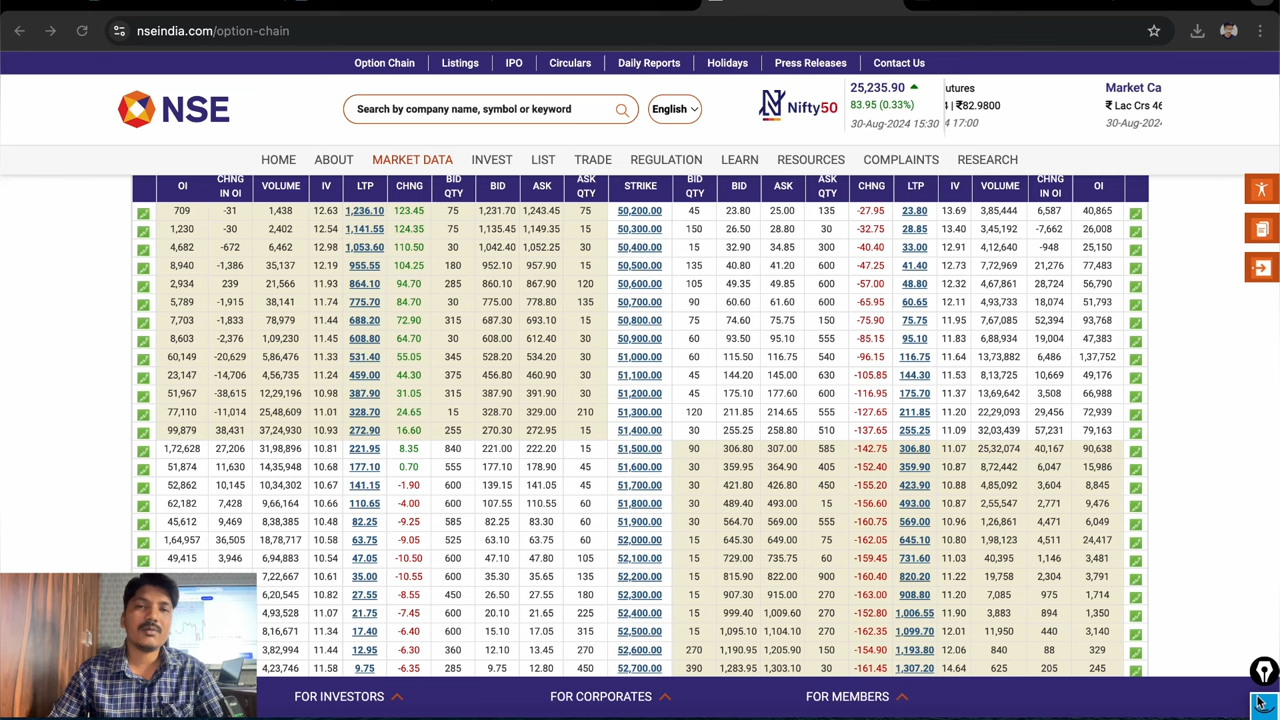 nseindia.com/option-chain
Option Chain Listings IPO Circulars Daily Reports Holidays Press Releases Contact Us
NSE Search by company name, symbol or keyword English Nifty50
25,235.90
83.95 (0.33%)
30-Aug-2024 15:30
utures
4 | ₹82.9800
4 17:00
Market Ca
₹ Lac Crs 46
30-Aug-2024
HOME ABOUT MARKET DATA INVEST LIST TRADE REGULATION LEARN RESOURCES COMPLAINTS RESEARCH
OI CHNG IN OI VOLUME IV LTP CHNG BID QTY BID ASK ASK QTY STRIKE BID QTY BID ASK ASK QTY CHNG LTP IV VOLUME CHNG IN OI OI
709 -31 1,438 12.63 1,236.10 123.45 75 1,231.70 1,243.45 75 50,200.00 45 23.80 25.00 135 -27.95 23.80 13.69 3,85,444 6,587 40,865
1,230 -30 2,402 12.54 1,141.55 124.35 75 1,135.45 1,149.35 15 50,300.00 150 26.50 28.80 30 -32.75 28.85 13.40 3,45,192 -7,662 26,008
4,682 -672 6,462 12.98 1,053.60 110.50 30 1,042.40 1,052.25 30 50,400.00 15 32.90 34.85 300 -40.40 33.00 12.91 4,12,640 -948 25,150
8,940 -1,386 35,137 12.19 955.55 104.25 180 952.10 957.95 15 50,500.00 135 40.80 41.20 600 -47.25 41.40 12.73 7,72,969 21,276 77,483
2,934 239 21,566 11.93 864.10 94.70 285 860.10 867.90 120 50,600.00 105 49.35 49.85 600 -57.00 48.80 12.32 4,67,861 28,724 56,790
5,789 -1,915 38,141 11.74 775.70 84.70 30 775.00 778.80 135 50,700.00 90 60.60 61.60 600 -65.95 60.65 12.11 4,93,733 18,074 51,793
7,703 -1,833 78,979 11.44 688.20 72.90 315 687.30 693.10 15 50,800.00 75 74.60 75.75 150 -75.90 75.75 11.95 7,67,085 52,394 93,768
8,603 -2,376 1,09,230 11.45 608.80 64.70 30 608.00 612.40 30 50,900.00 60 93.50 95.10 555 -85.15 95.10 11.83 6,88,934 19,004 47,383
60,149 -20,629 5,86,476 11.33 531.40 55.05 345 528.20 534.20 30 51,000.00 60 115.50 116.75 540 -96.15 116.75 11.64 13,73,882 6,486 1,37,752
23,147 -14,706 4,56,735 11.24 459.00 44.30 375 456.80 460.90 30 51,100.00 45 144.20 145.00 630 -105.85 144.30 11.53 8,13,725 10,669 49,176
51,967 -38,615 12,29,196 10.98 387.90 31.05 315 387.90 391.90 30 51,200.00 45 175.10 177.60 600 -116.95 175.70 11.37 13,69,642 3,508 66,988
77,110 -11,014 25,48,609 11.01 328.70 24.65 15 328.70 329.00 210 51,300.00 120 211.85 214.65 555 -127.65 211.85 11.20 22,29,093 29,456 72,939
99,879 38,431 37,24,930 10.93 272.90 16.60 255 270.30 272.95 15 51,400.00 30 255.25 258.80 510 -137.65 255.25 11.09 32,03,439 57,231 79,163
1,72,628 27,206 31,98,896 10.81 221.95 8.35 840 221.00 222.20 15 51,500.00 90 306.80 307.00 585 -142.75 306.80 11.07 25,32,074 40,167 90,638
51,874 11,630 14,35,968 10.68 177.10 0.70 555 177.10 178.90 45 51,600.00 30 359.95 364.90 405 -152.40 359.90 10.87 8,72,442 6,047 15,986
52,862 10,145 10,34,302 10.67 141.15 -1.90 600 139.15 141.05 45 51,700.00 30 421.80 426.80 450 -155.20 423.90 10.88 4,85,092 3,634 8,845
62,182 7,428 9,66,164 10.66 110.65 -4.00 600 107.55 110.55 60 51,800.00 30 489.40 493.00 15 -156.60 493.00 10.87 2,55,547 2,771 9,476
45,612 9,469 8,38,385 10.48 82.25 -9.25 585 82.25 83.30 60 51,900.00 30 564.70 569.00 555 -160.75 569.00 10.96 1,26,861 4,471 6,049
1,64,957 36,505 18,78,717 10.58 63.75 -9.05 525 63.10 63.75 60 52,000.00 15 645.30 649.00 75 -162.05 645.10 10.80 1,98,123 4,511 24,417
49,415 3,946 6,94,883 10.54 47.05 -10.50 600 47.10 47.80 105 52,100.00 15 729.00 735.75 60 -159.45 731.60 11.03 40,395 1,146 3,481
7,22,667 10.61 35.00 -10.55 600 35.30 35.65 135 52,200.00 15 815.90 822.00 900 -160.40 820.20 11.22 19,758 2,304 3,791
6,20,545 10.82 27.55 -8.55 450 26.50 27.55 180 52,300.00 15 907.30 915.00 270 -163.00 908.80 11.27 7,085 975 1,714
4,93,528 11.07 21.75 -7.45 600 20.10 21.65 225 52,400.00 15 999.40 1,009.60 270 -152.80 1,006.55 11.90 3,883 894 1,350
8,16,671 11.34 17.40 -6.40 600 15.10 17.05 315 52,500.00 15 1,095.10 1,104.10 270 -162.35 1,099.70 12.01 11,950 440 3,140
3,82,994 11.44 12.95 -6.30 360 12.10 13.45 270 52,600.00 270 1,190.95 1,205.90 150 -154.90 1,193.80 12.06 840 88 329
4,23,746 11.58 9.75 -6.35 285 9.75 12.80 450 52,700.00 390 1,283.95 1,303.10 30 -161.45 1,307.20 14.64 625 205 245
FOR INVESTORS FOR CORPORATES FOR MEMBERS